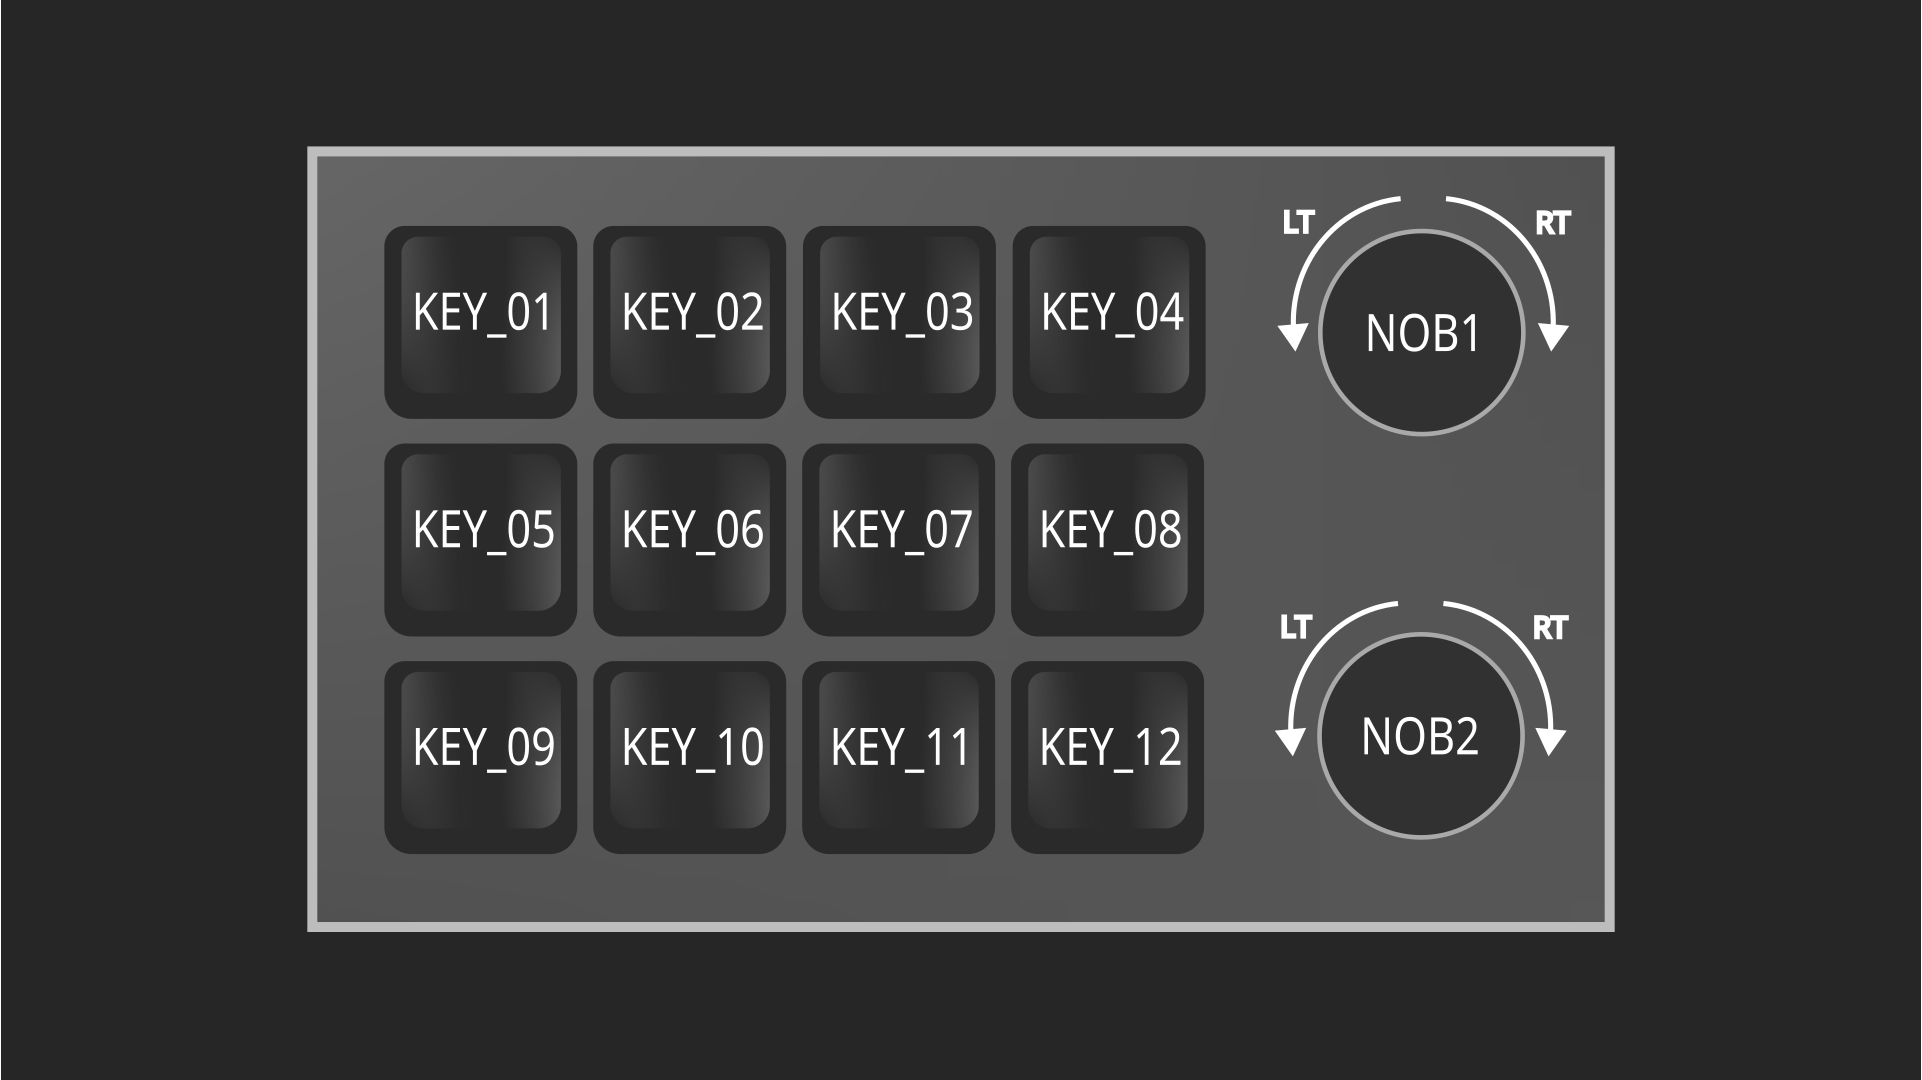 KEY_01 KEY_02 KEY_03 KEY_04
LT RT
NOB1
KEY_05 KEY_06 KEY_07 KEY_08
LT RT
NOB2
KEY_09 KEY_10 KEY_11 KEY_12